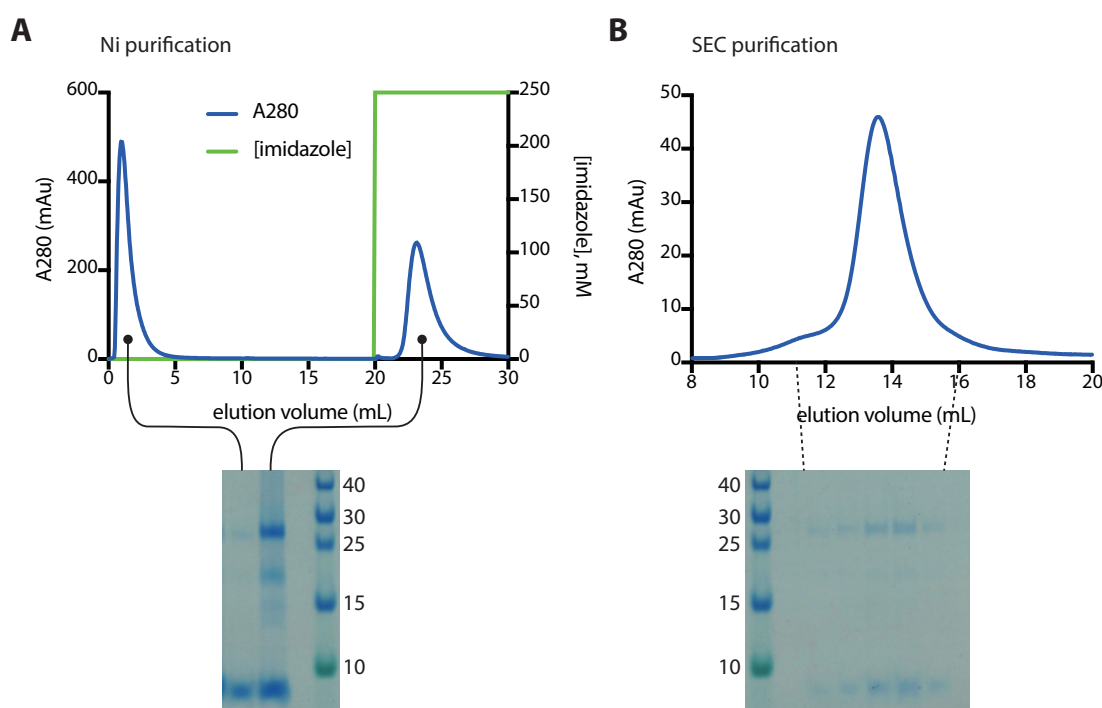 A
Ni purification
600
400
200
0
A280 (mAu)
A280
[imidazole]
250
200
150
100
50
0
[imidazole], mM
0 5 10 15 20 25 30
elution volume (mL)
40
30
25
15
10
B
SEC purification
50
40
30
20
10
0
A280 (mAu)
8 10 12 14 16 18 20
elution volume (mL)
40
30
25
15
10